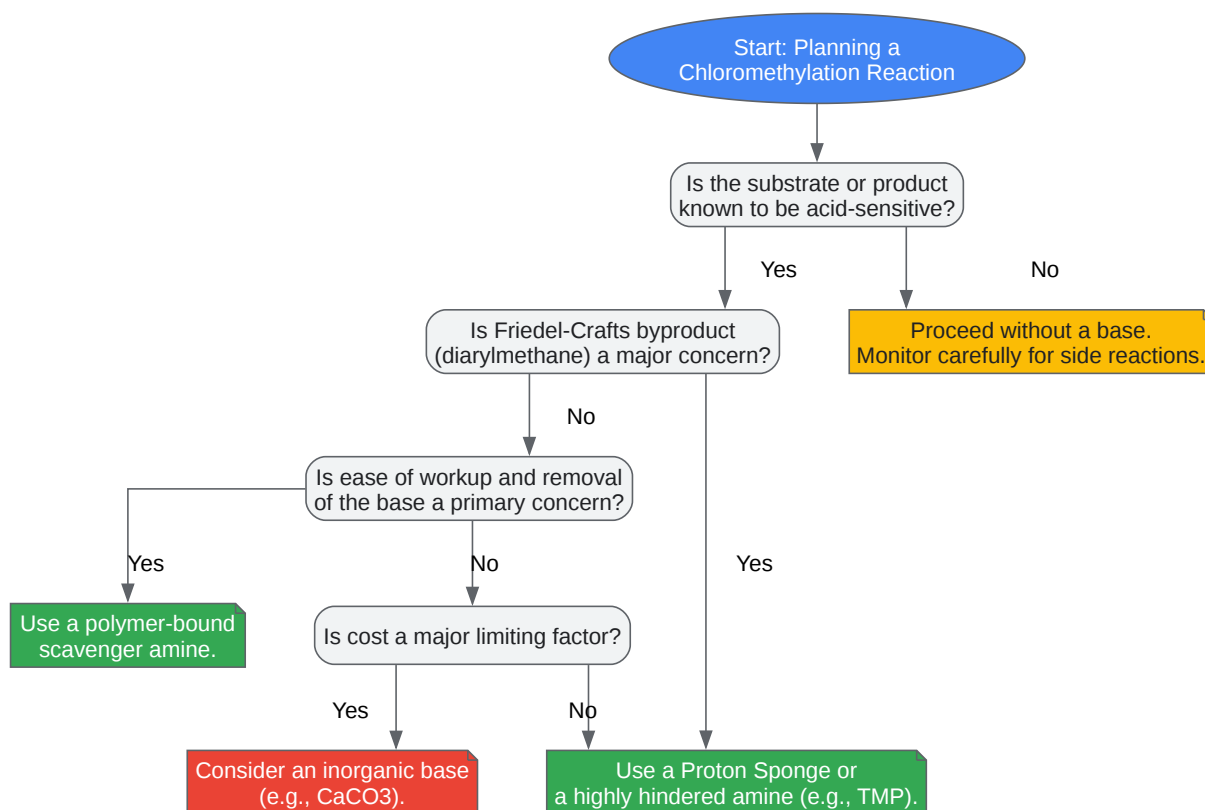 Start: Planning a
Chloromethylation Reaction
Is the substrate or product
known to be acid-sensitive?
Yes
No
Is Friedel-Crafts byproduct
(diarylmethane) a major concern?
Proceed without a base.
Monitor carefully for side reactions.
No
Is ease of workup and removal
of the base a primary concern?
Yes
No
Yes
Use a polymer-bound
scavenger amine.
Is cost a major limiting factor?
Yes
No
Consider an inorganic base
(e.g., CaCO3).
Use a Proton Sponge or
a highly hindered amine (e.g., TMP).